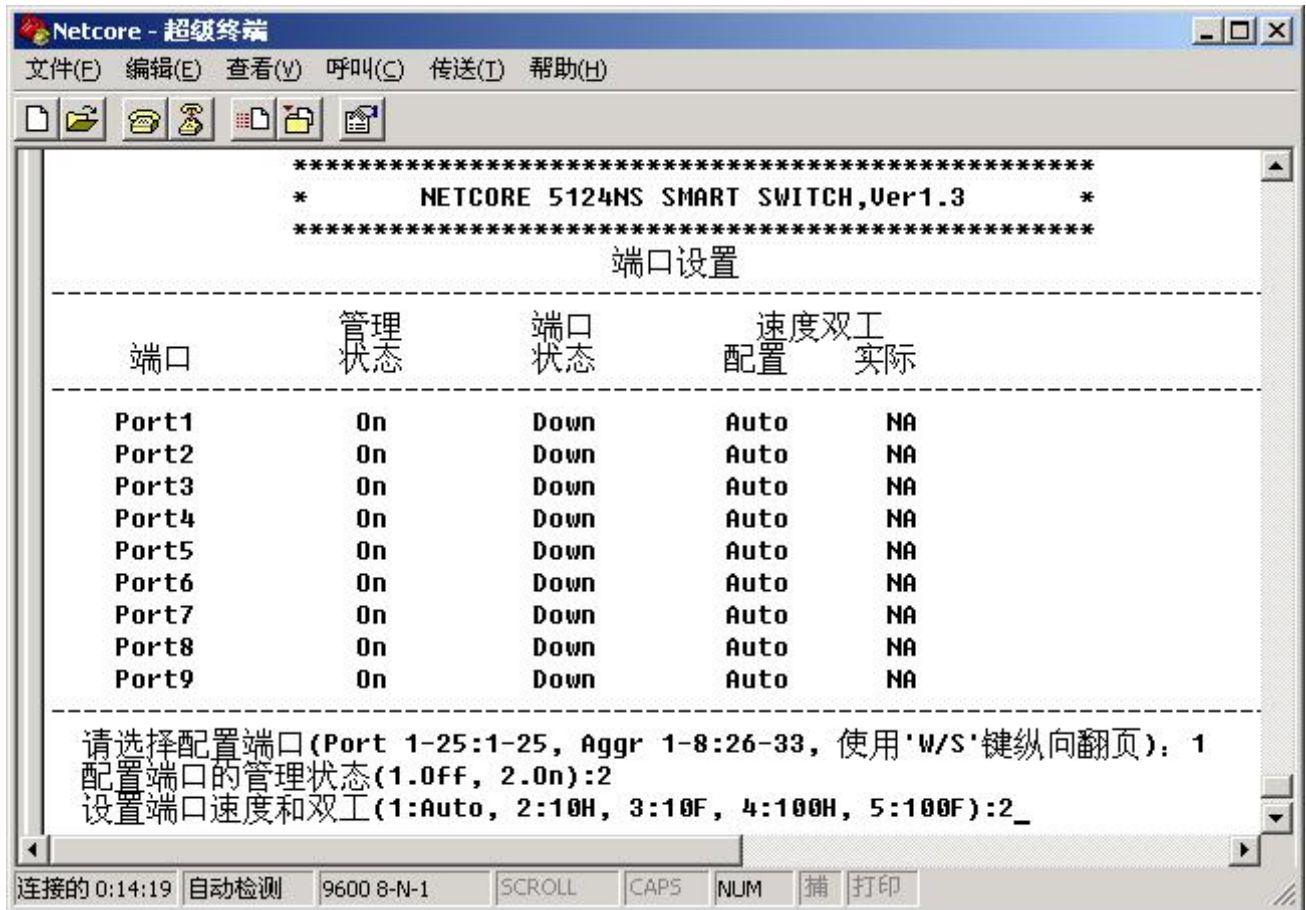 Netcore - 超级终端
文件(F) 编辑(E) 查看(V) 呼叫(C) 传送(T) 帮助(H)
**************************************************
* NETCORE 5124NS SMART SWITCH,Ver1.3 *
**************************************************
端口设置
管理 端口 速度双工
端口 状态 状态 配置 实际
Port1 On Down Auto NA
Port2 On Down Auto NA
Port3 On Down Auto NA
Port4 On Down Auto NA
Port5 On Down Auto NA
Port6 On Down Auto NA
Port7 On Down Auto NA
Port8 On Down Auto NA
Port9 On Down Auto NA
请选择配置端口(Port 1-25:1-25, Aggr 1-8:26-33, 使用'W/S'键纵向翻页): 1
配置端口的管理状态(1.Off, 2.On):2
设置端口速度和双工(1:Auto, 2:10H, 3:10F, 4:100H, 5:100F):2_
连接的 0:14:19 自动检测 9600 8-N-1 SCROLL CAPS NUM 捕 打印